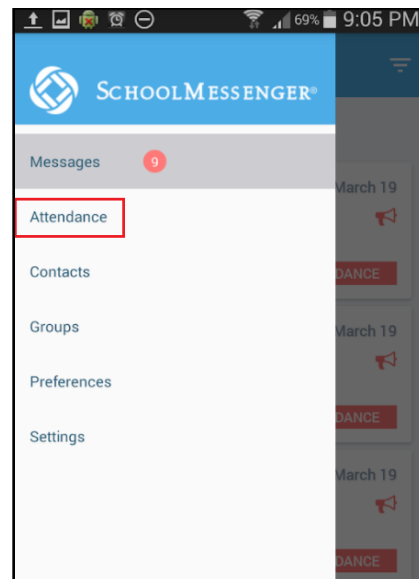 69% 9:05 PM
SCHOOLMESSENGER®
Messages 9
March 19
Attendance
DANCE
Contacts
Groups
March 19
Preferences
DANCE
Settings
March 19
DANCE